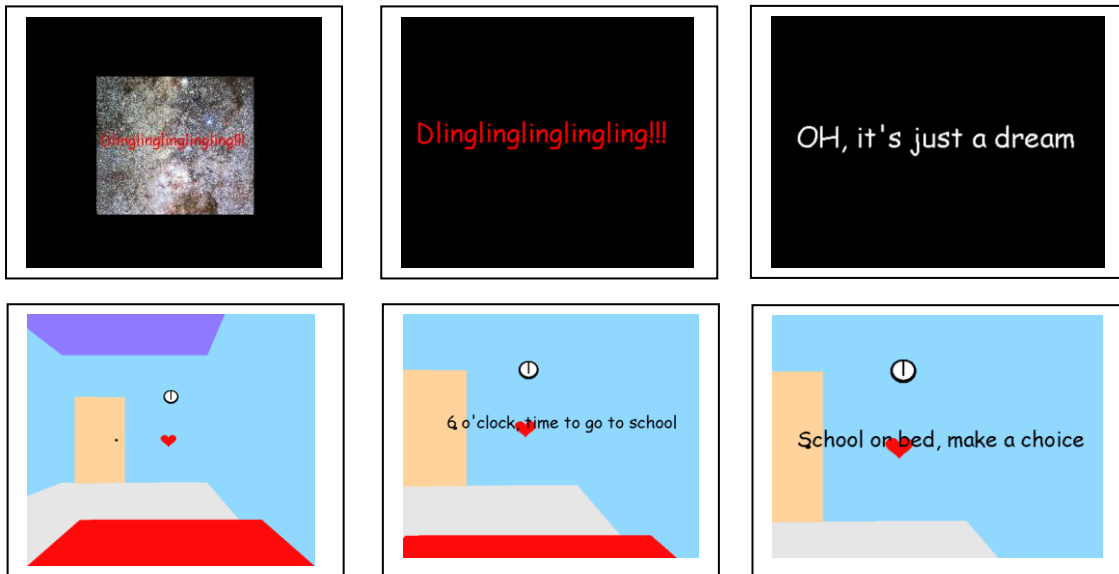 Dlinglinglinglingling!!!
Dlinglinglinglingling!!!
OH, it's just a dream
6 o'clock, time to go to school
School or bed, make a choice